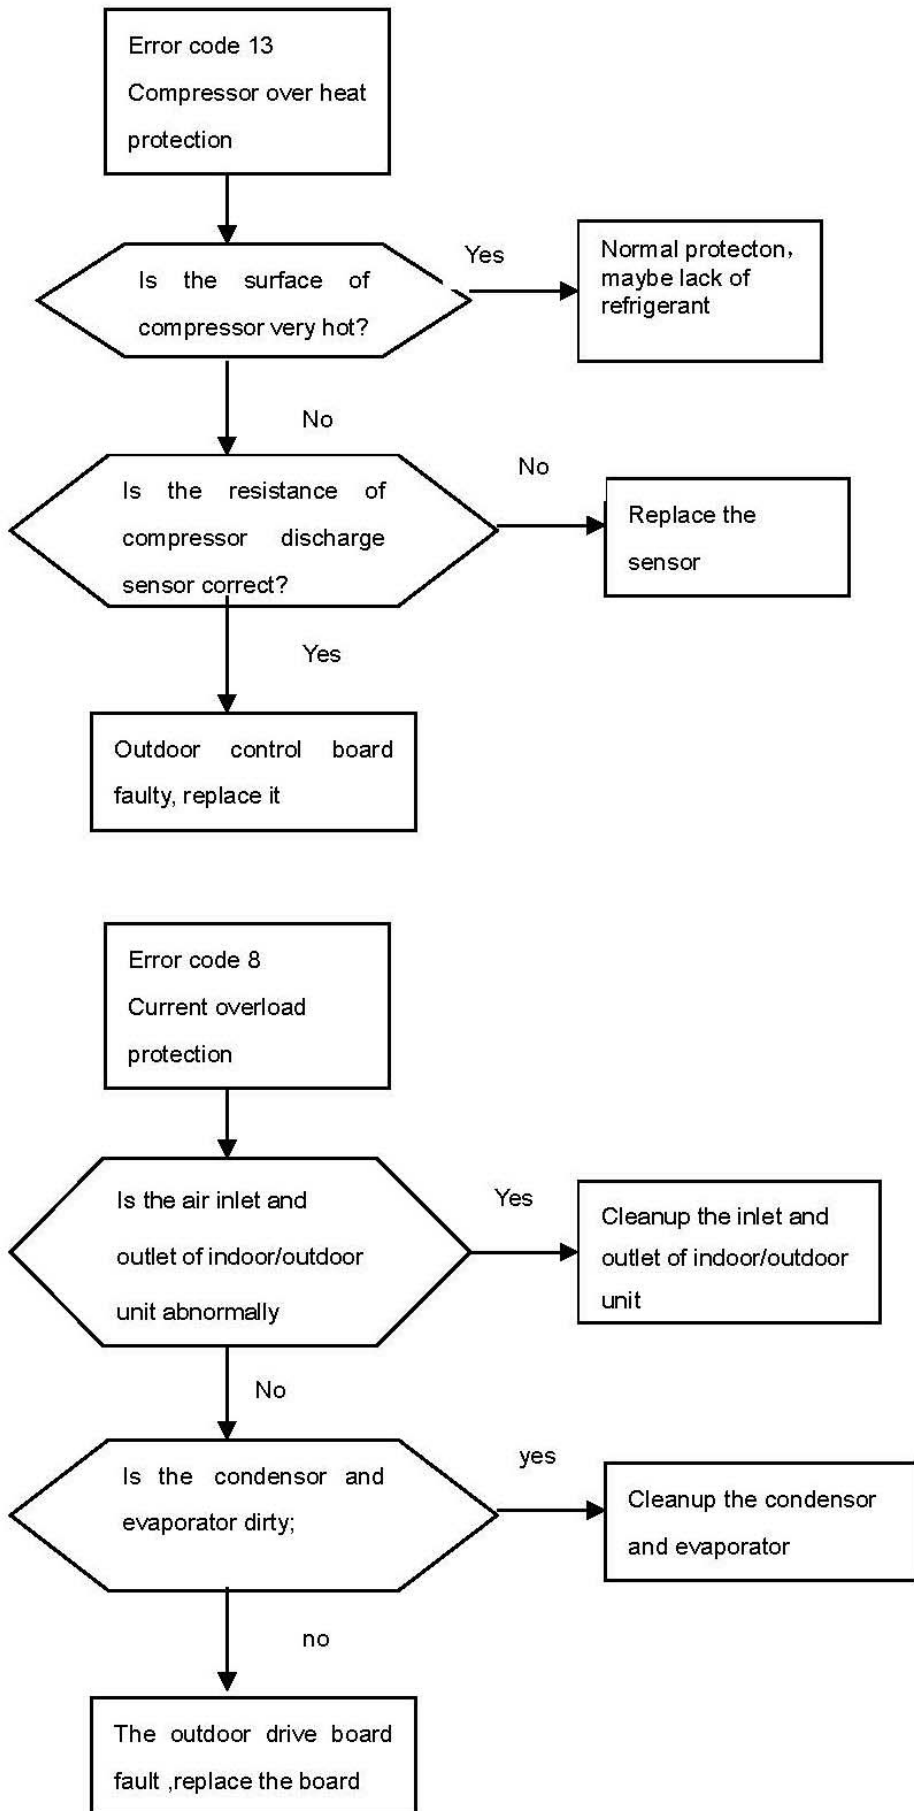 Error code 13
Compressor over heat
protection
Yes
Normal protecton，
maybe lack of
refrigerant
Is the surface of
compressor very hot?
No
No
Is the resistance of
compressor discharge
sensor correct?
Replace the
sensor
Yes
Outdoor control board
faulty, replace it
Error code 8
Current overload
protection
Is the air inlet and
outlet of indoor/outdoor
unit abnormally
Yes
Cleanup the inlet and
outlet of indoor/outdoor
unit
No
Is the condensor and
evaporator dirty;
yes
Cleanup the condensor
and evaporator
no
The outdoor drive board
fault ,replace the board